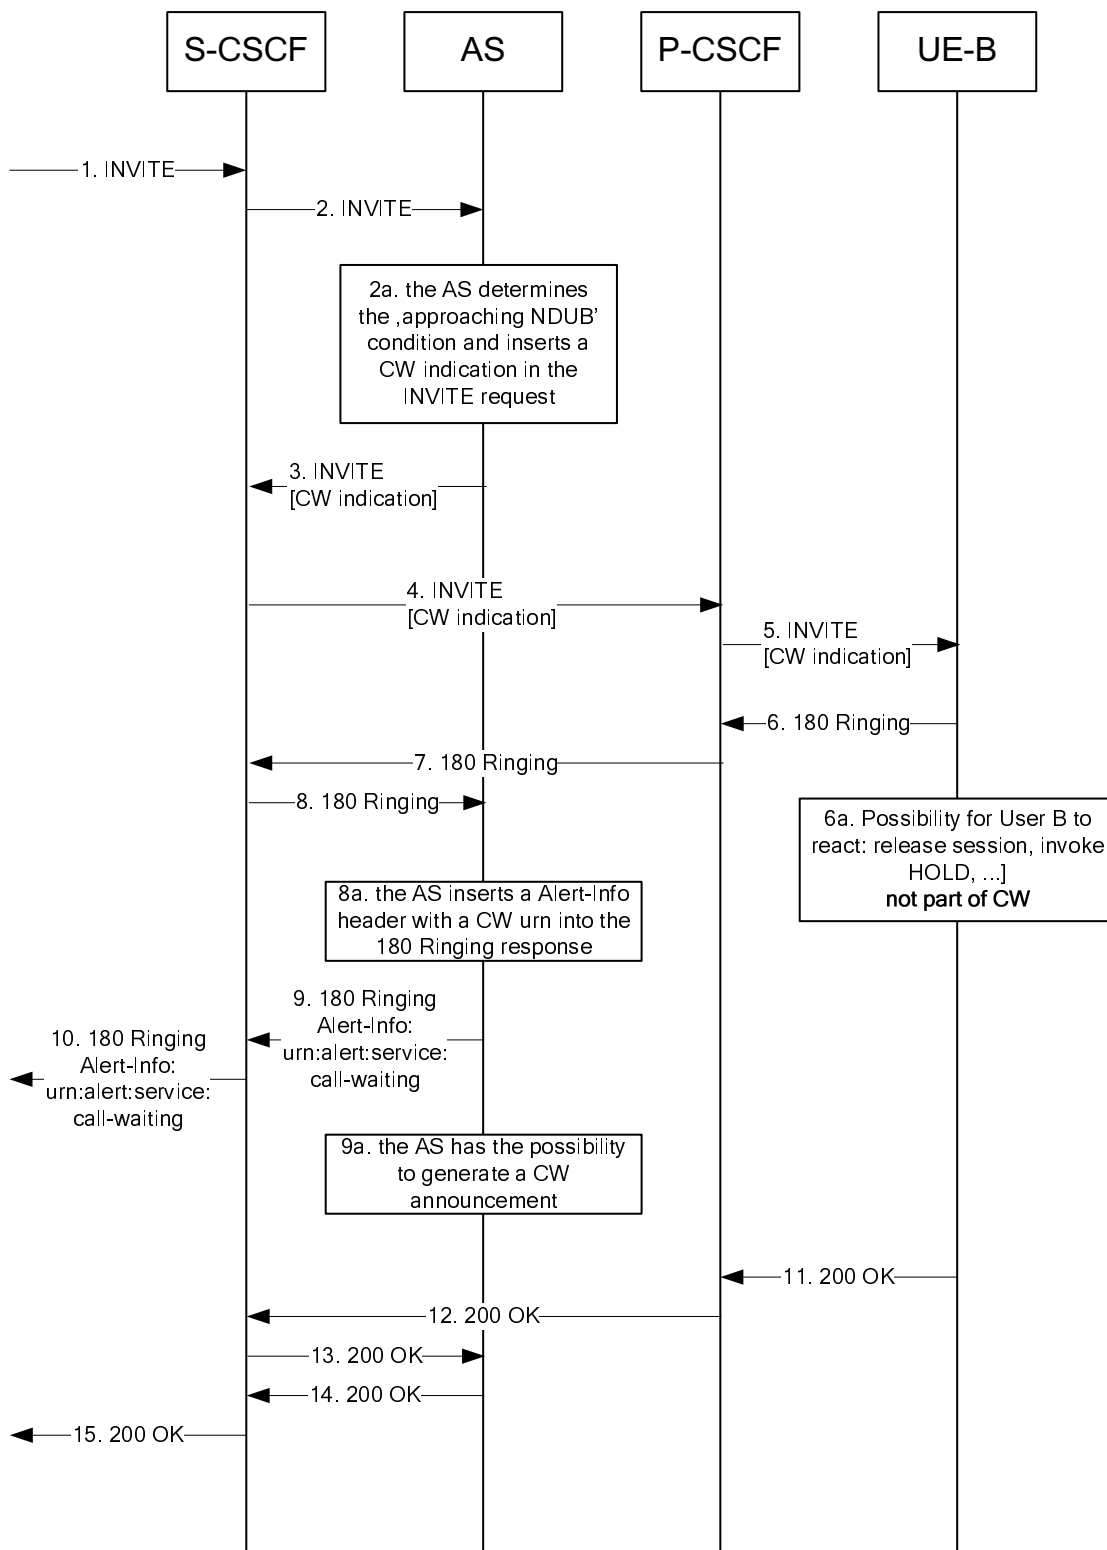 S-CSCF
AS
P-CSCF
UE-B
1. INVITE
2. INVITE
2a. the AS determines
the ‚approaching NDUB’
condition and inserts a
CW indication in the
INVITE request
3. INVITE
[CW indication]
4. INVITE
[CW indication]
5. INVITE
[CW indication]
6. 180 Ringing
7. 180 Ringing
8. 180 Ringing
6a. Possibility for User B to
react: release session, invoke
HOLD, ...]
not part of CW
8a. the AS inserts a Alert-Info
header with a CW urn into the
180 Ringing response
9. 180 Ringing
Alert-Info:
urn:alert:service:
call-waiting
10. 180 Ringing
Alert-Info:
urn:alert:service:
call-waiting
9a. the AS has the possibility
to generate a CW
announcement
11. 200 OK
12. 200 OK
13. 200 OK
14. 200 OK
15. 200 OK